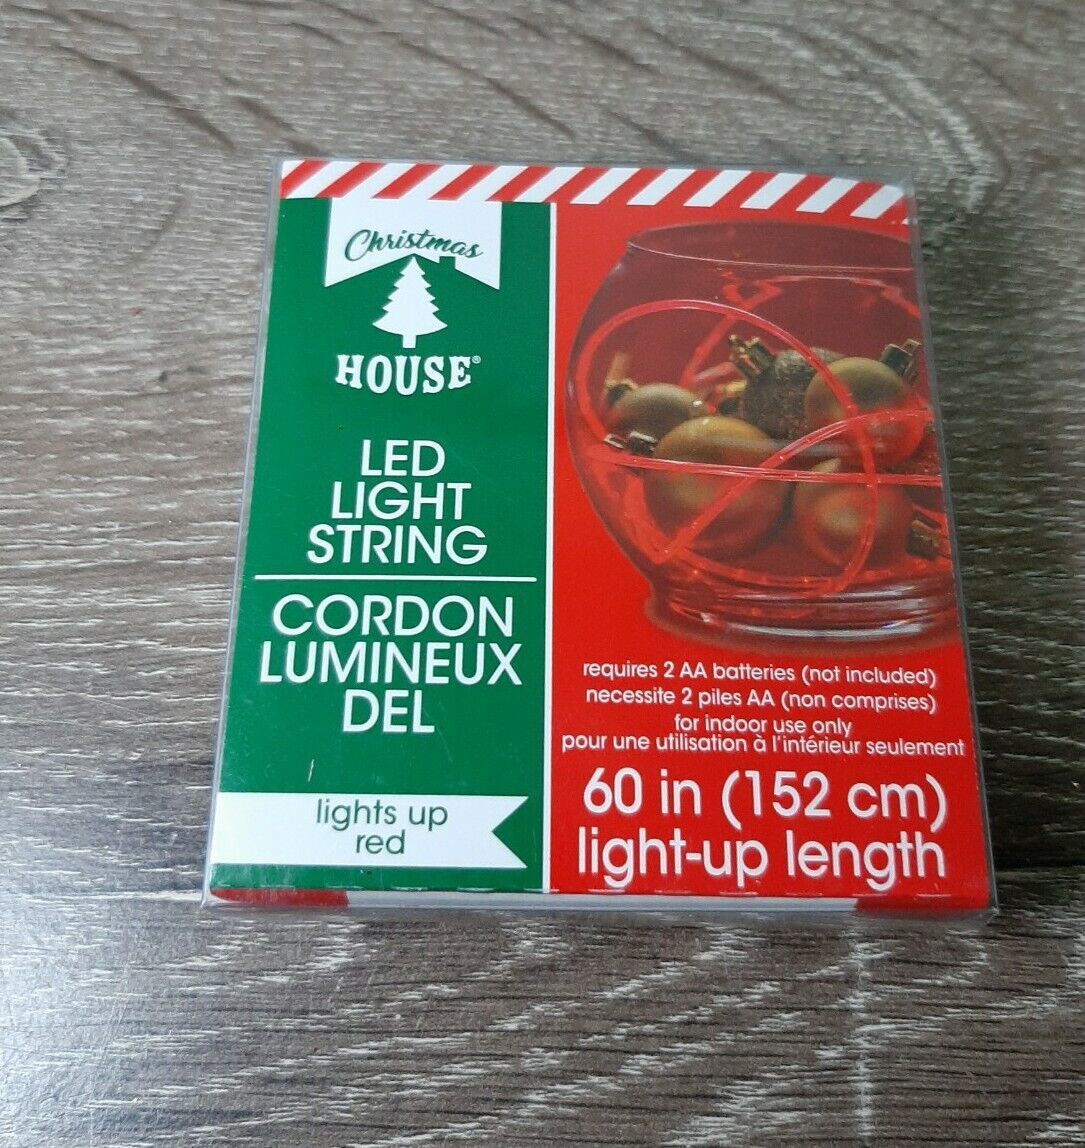 Christmas
HOUSE®
LED
LIGHT
STRING
CORDON
LUMINEUX
DEL
lights up
red
requires 2 AA batteries (not included)
necessite 2 piles AA (non comprises)
for indoor use only
pour une utilisation à l'intérieur seulement
60 in (152 cm)
light-up length